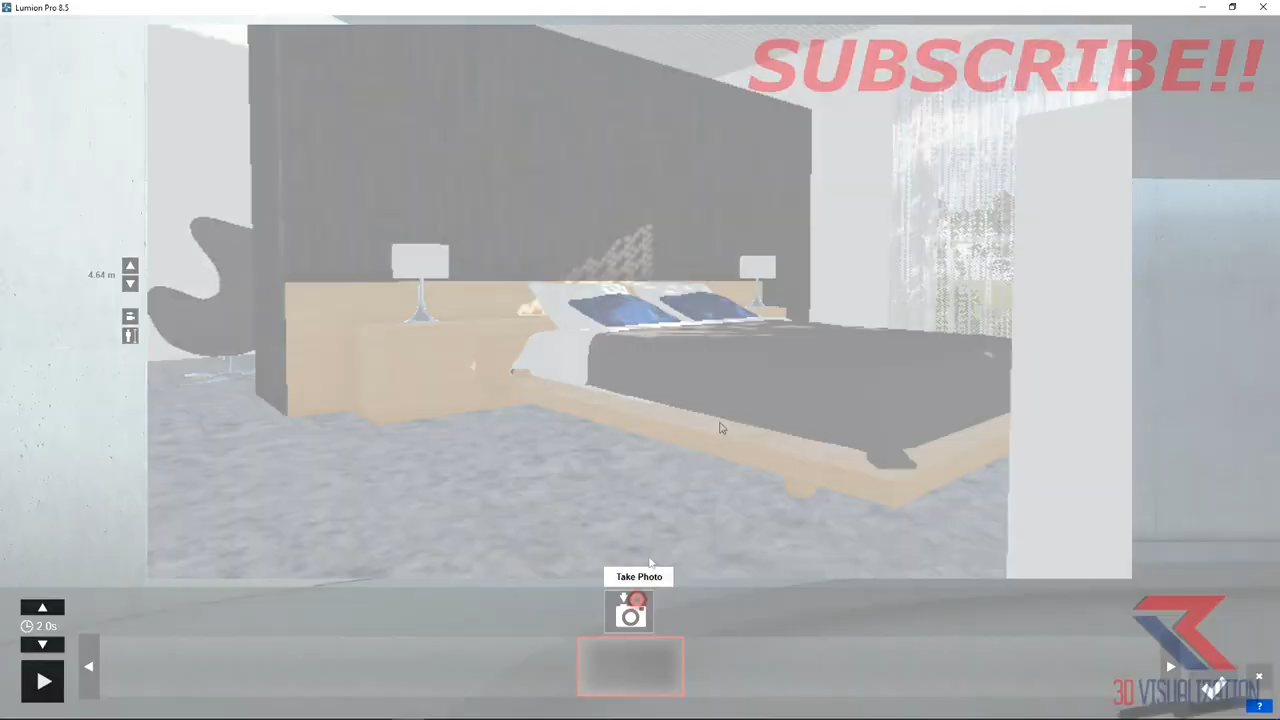 Lumion Pro 8.5
SUBSCRIBE!!
4.64 m
Take Photo
2.0s
3D VISUALIZATION
?